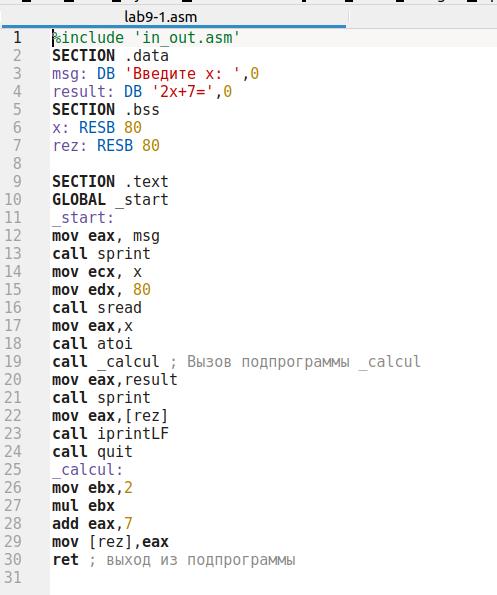 lab9-1.asm
1 %include 'in_out.asm'
2 SECTION .data
3 msg: DB 'Введите x: ',0
4 result: DB '2x+7=',0
5 SECTION .bss
6 x: RESB 80
7 rez: RESB 80
8
9 SECTION .text
10 GLOBAL _start
11 _start:
12 mov eax, msg
13 call sprint
14 mov ecx, x
15 mov edx, 80
16 call sread
17 mov eax,x
18 call atoi
19 call _calcul ; Вызов подпрограммы _calcul
20 mov eax,result
21 call sprint
22 mov eax,[rez]
23 call iprintLF
24 call quit
25 _calcul:
26 mov ebx,2
27 mul ebx
28 add eax,7
29 mov [rez],eax
30 ret ; выход из подпрограммы
31